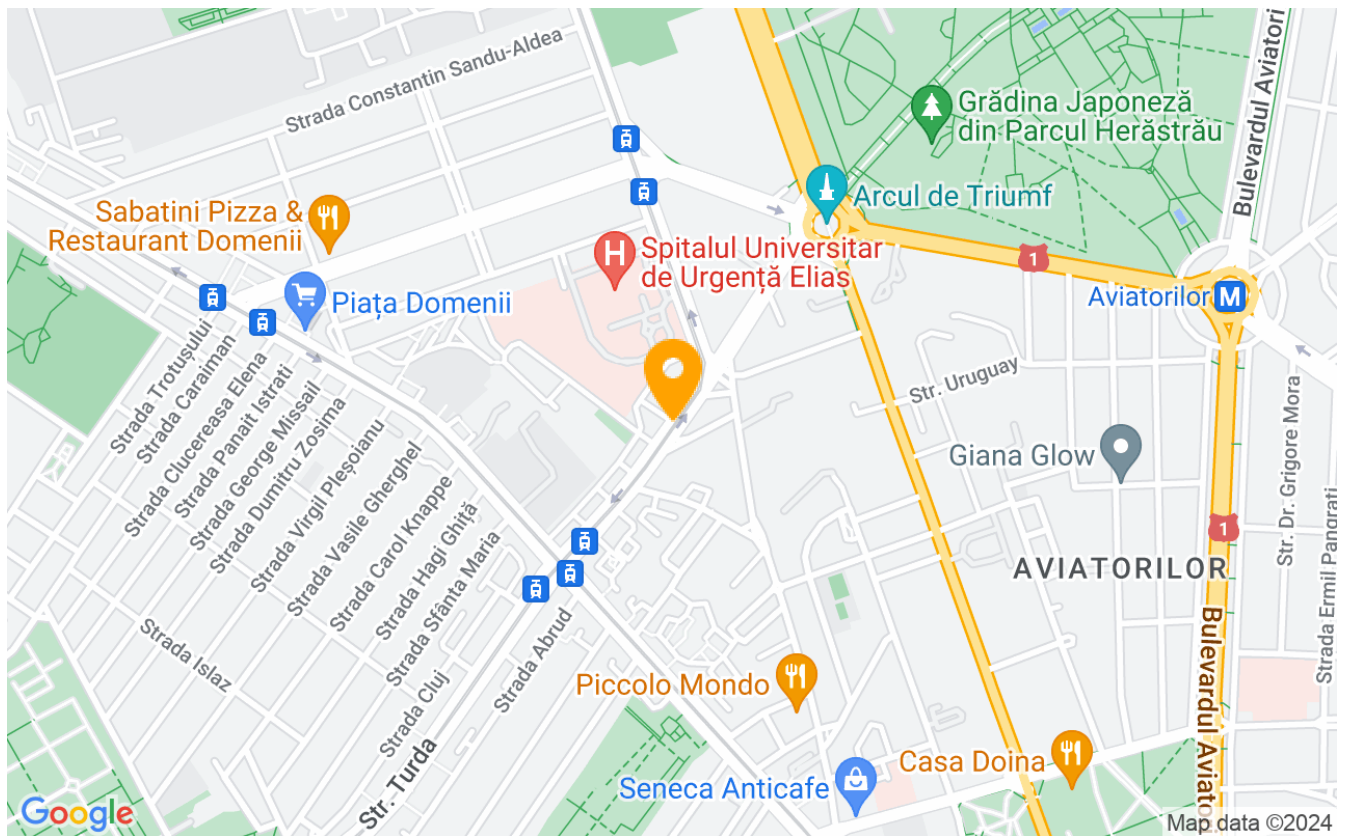 Strada Constantin Sandu-Aldea
Bulevardul Aviatori
Grădina Japoneză
din Parcul Herăstrău
Arcul de Triumf
Sabatini Pizza &
Restaurant Domenii
H
Spitalul Universitar
de Urgență Elias
1
Aviatorilor M
Piața Domenii
Strada Trotușului
Strada Caraiman
Strada Clucereasa Elena
Strada Panait Istrati
Strada George Missail
Strada Dumitru Zosima
Strada Virgil Pleșoianu
Strada Vasile Gherghel
Strada Carol Knappe
Strada Hagi Ghiță
Strada Sfânta Maria
Strada Cluj
Strada Abrud
Strada Islaz
Str. Turda
Str. Uruguay
Giana Glow
Str. Dr. Grigore Mora
1
AVIATORILOR
Strada Ermil Pangrati
Bulevardul Aviato
Piccolo Mondo
Casa Doina
Seneca Anticafe
Google
Map data ©2024